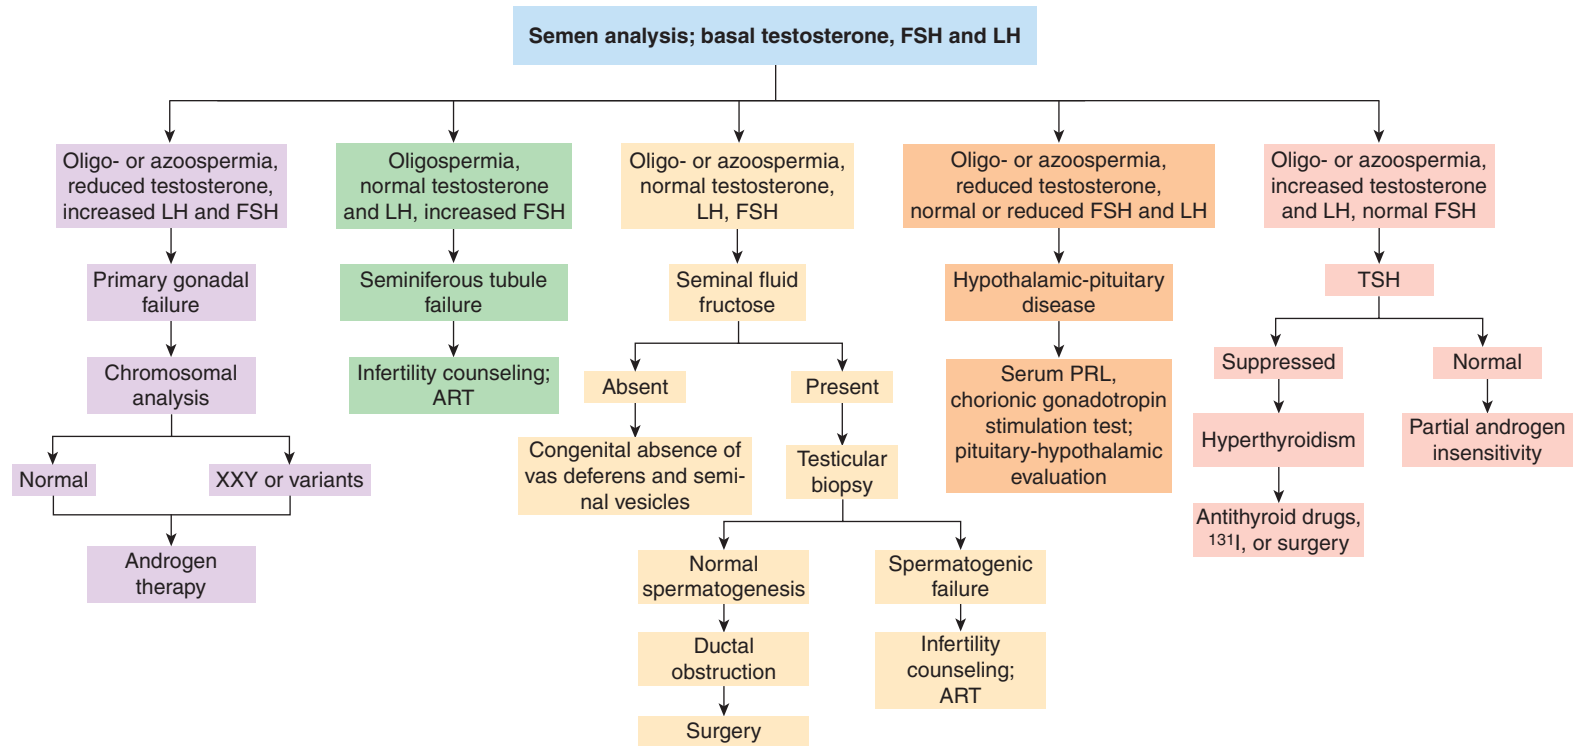 Semen analysis; basal testosterone, FSH and LH
Oligo- or azoospermia,
reduced testosterone,
increased LH and FSH
Primary gonadal
failure
Chromosomal
analysis
Normal
XXY or variants
Androgen
therapy
Oligospermia,
normal testosterone
and LH, increased FSH
Seminiferous tubule
failure
Infertility counseling;
ART
Oligo- or azoospermia,
normal testosterone,
LH, FSH
Seminal fluid
fructose
Absent
Congenital absence of
vas deferens and semi-
nal vesicles
Present
Testicular
biopsy
Normal
spermatogenesis
Ductal
obstruction
Surgery
Spermatogenic
failure
Infertility
counseling;
ART
Oligo- or azoospermia,
reduced testosterone,
normal or reduced FSH and LH
Hypothalamic-pituitary
disease
Serum PRL,
chorionic gonadotropin
stimulation test;
pituitary-hypothalamic
evaluation
Oligo- or azoospermia,
increased testosterone
and LH, normal FSH
TSH
Suppressed
Hyperthyroidism
Antithyroid drugs,
¹³¹I, or surgery
Normal
Partial androgen
insensitivity